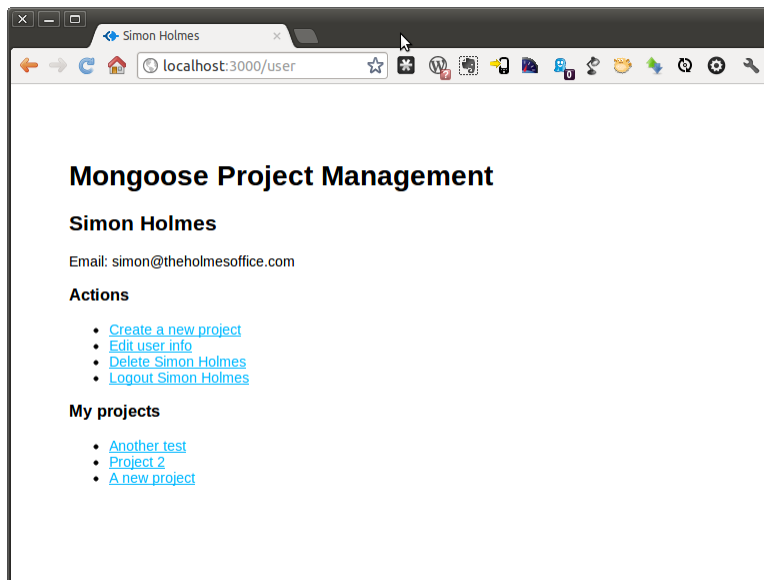 Simon Holmes
localhost:3000/user
?
0
Mongoose Project Management
Simon Holmes
Email: simon@theholmesoffice.com
Actions
Create a new project
Edit user info
Delete Simon Holmes
Logout Simon Holmes
My projects
Another test
Project 2
A new project